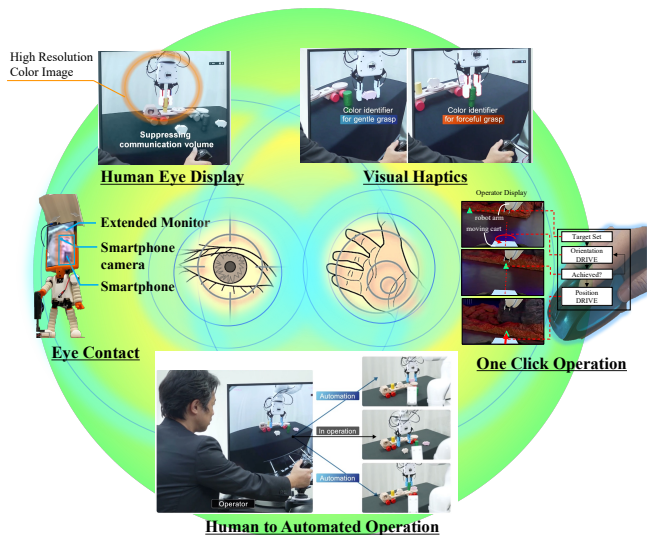 High Resolution
Color Image
Suppressing
communication volume
Human Eye Display
Color identifier
for gentle grasp
Color identifier
for forceful grasp
Visual Haptics
Extended Monitor
Smartphone
camera
Smartphone
Eye Contact
Operator Display
robot arm
moving cart
Target Set
Orientation
DRIVE
Achieved?
Position
DRIVE
One Click Operation
Automation
In operation
Automation
Operator
Human to Automated Operation